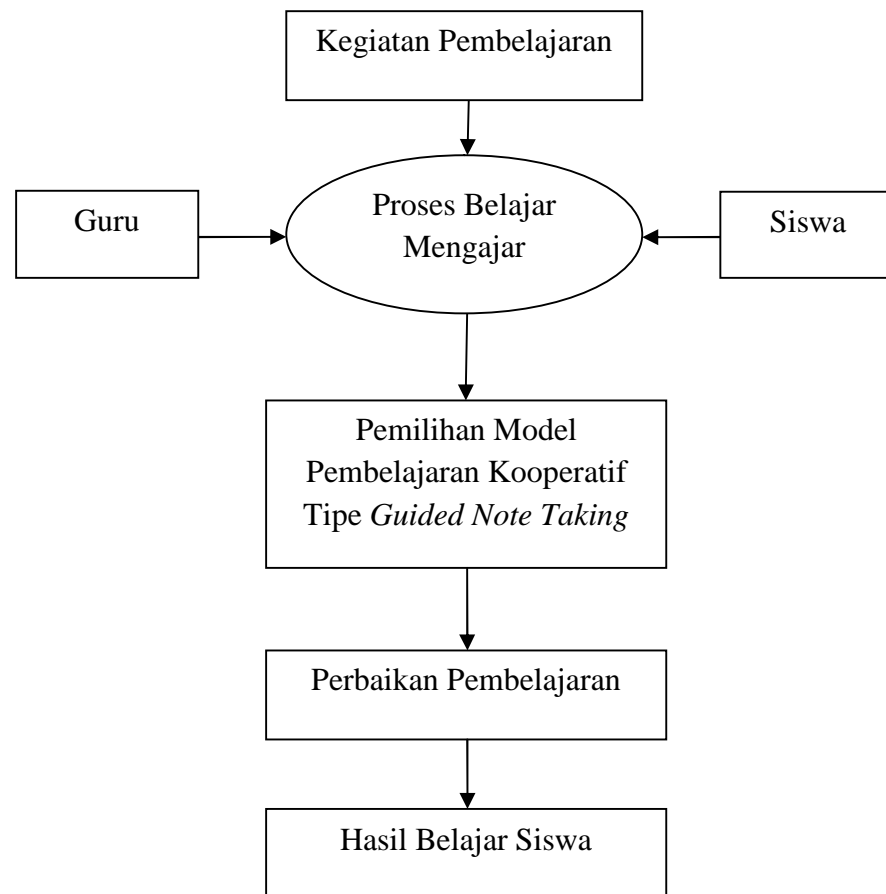 Kegiatan Pembelajaran
Guru
Proses Belajar
Mengajar
Siswa
Pemilihan Model
Pembelajaran Kooperatif
Tipe Guided Note Taking
Perbaikan Pembelajaran
Hasil Belajar Siswa